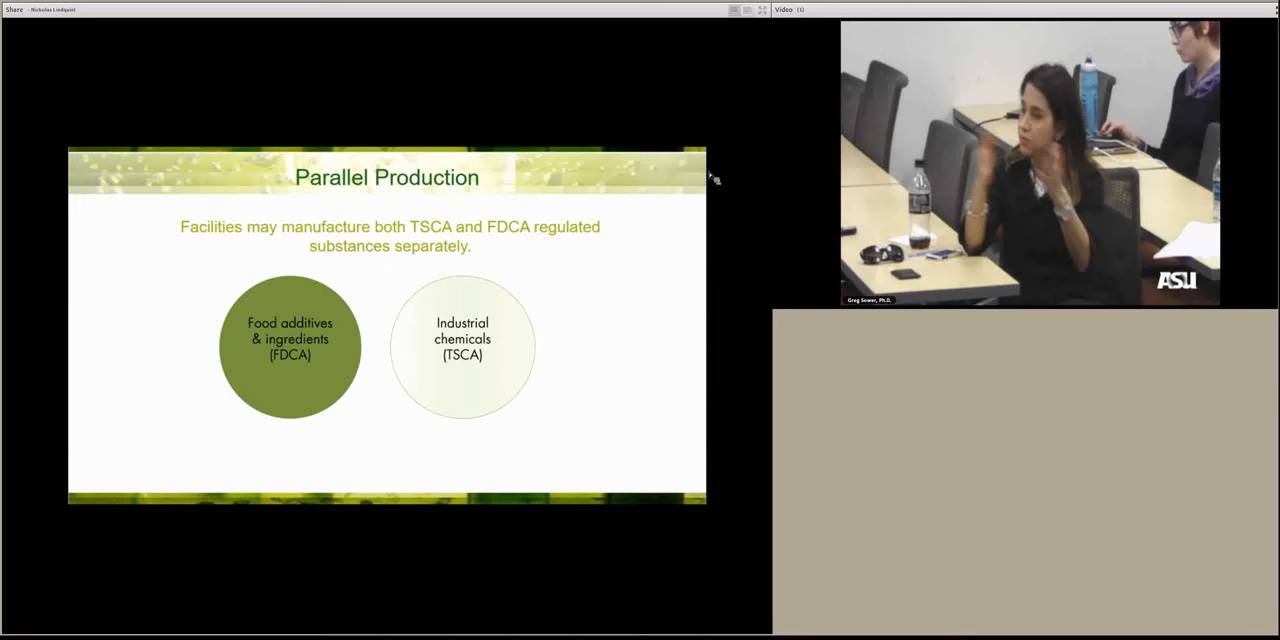 Share - Nickolas Lindquist
Video (1)
Parallel Production
Facilities may manufacture both TSCA and FDCA regulated
substances separately.
Food additives
& ingredients
(FDCA)
Industrial
chemicals
(TSCA)
Greg Sower, Ph.D.
ASU